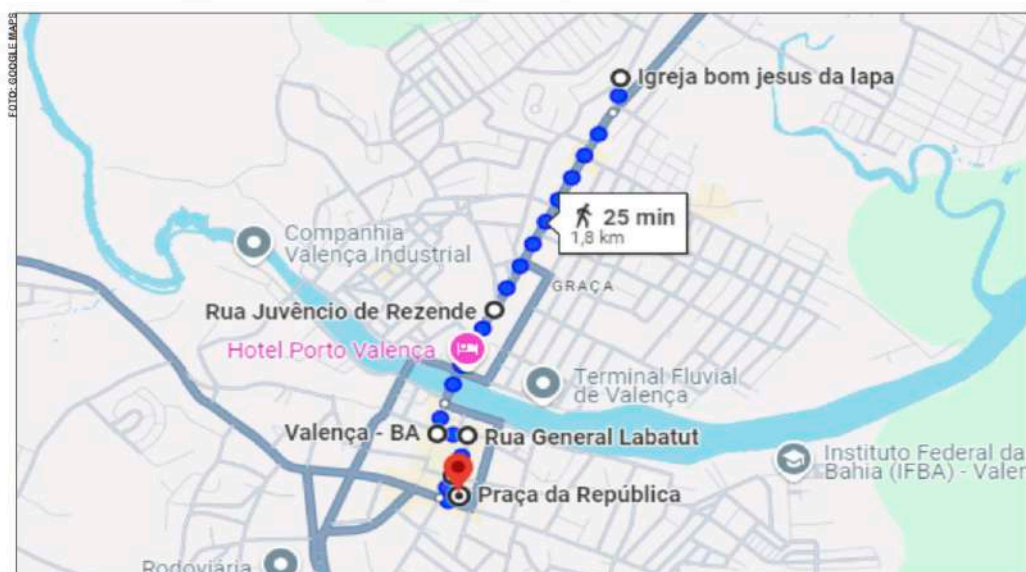 FOTO: GOOGLE MAPS
Igreja bom jesus da lapa
25 min
1,8 km
Companhia
Valença Industrial
GRAÇA
Rua Juvêncio de Rezende
Hotel Porto Valença
Terminal Fluvial
de Valença
Valença - BA
Rua General Labatut
Instituto Federal da
Bahia (IFBA) - Valen
Praça da República
Rodoviária